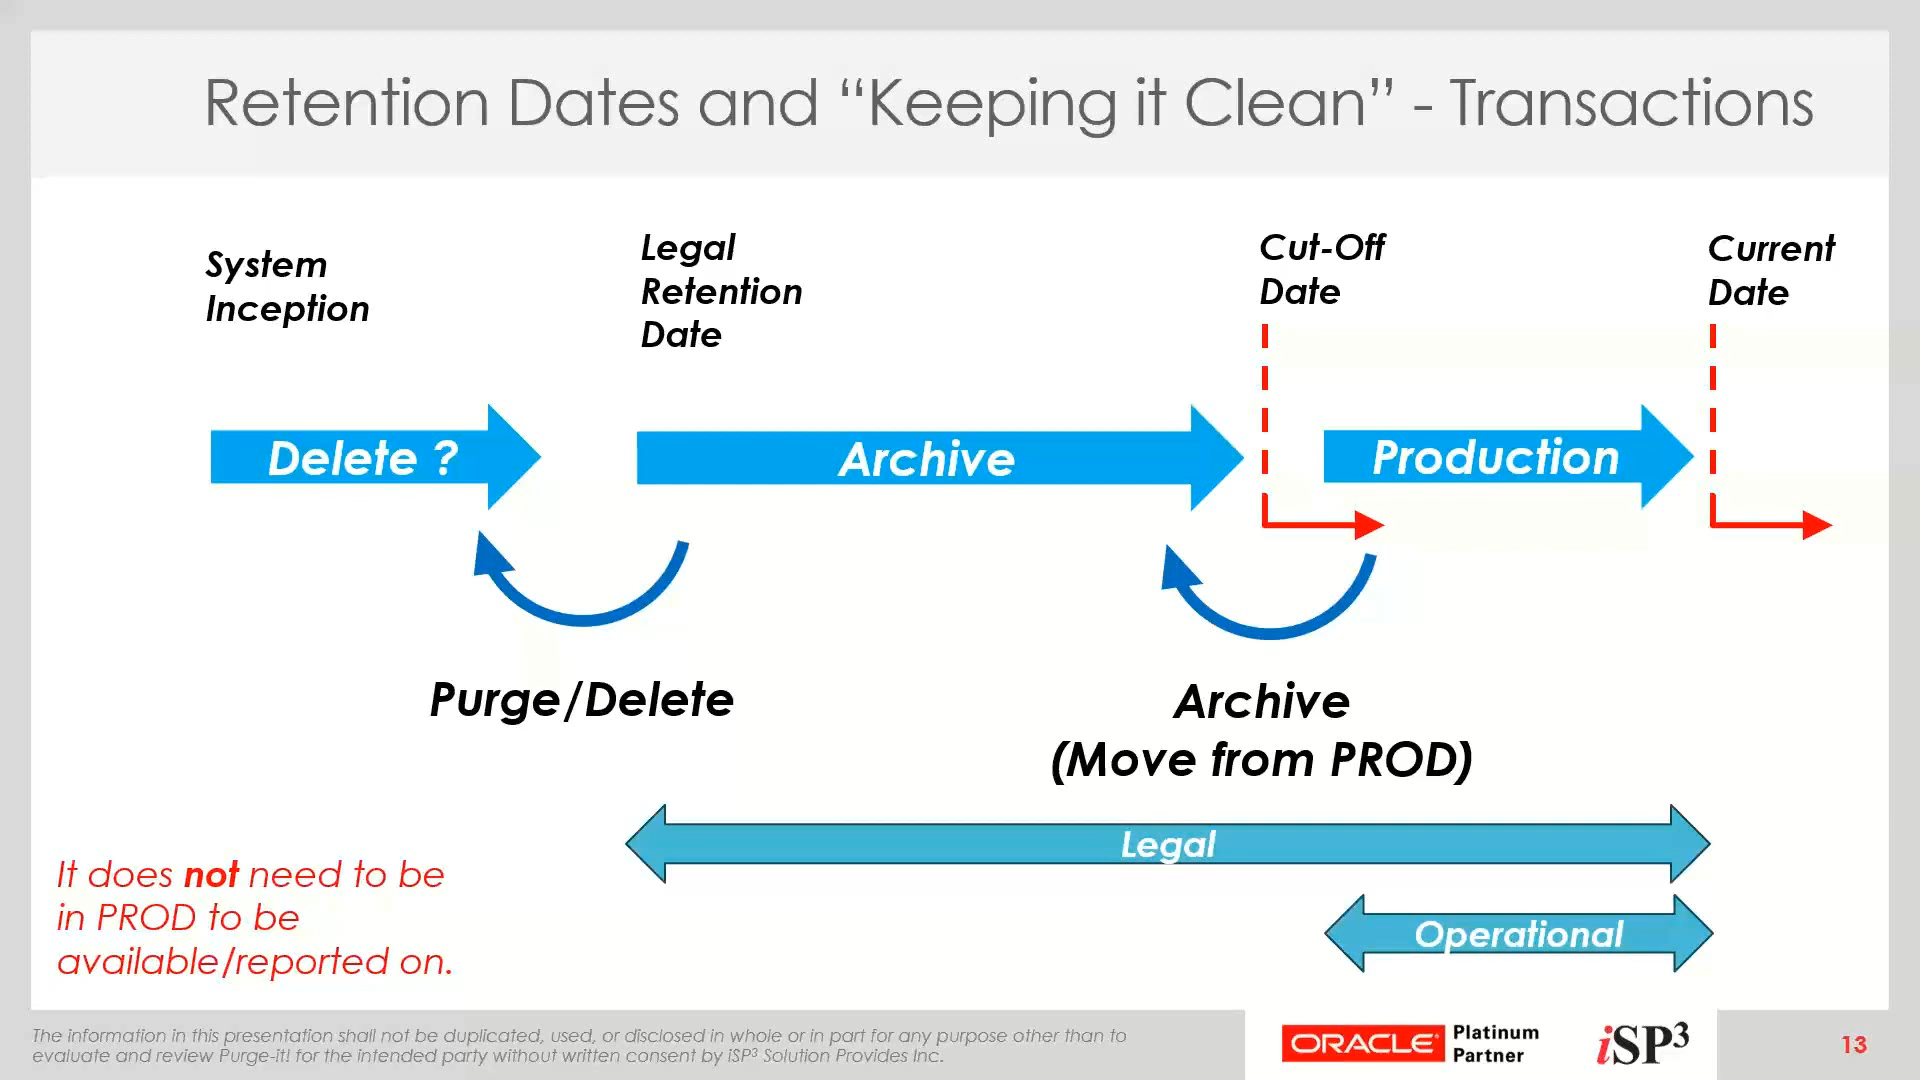 Retention Dates and “Keeping it Clean” - Transactions
System
Inception
Legal
Retention
Date
Cut-Off
Date
Current
Date
Delete ?
Archive
Production
Purge/Delete
Archive
(Move from PROD)
Legal
Operational
It does not need to be
in PROD to be
available/reported on.
The information in this presentation shall not be duplicated, used, or disclosed in whole or in part for any purpose other than to
evaluate and review Purge-it! for the intended party without written consent by iSP³ Solution Provides Inc.
ORACLE Platinum
Partner
iSP³
13